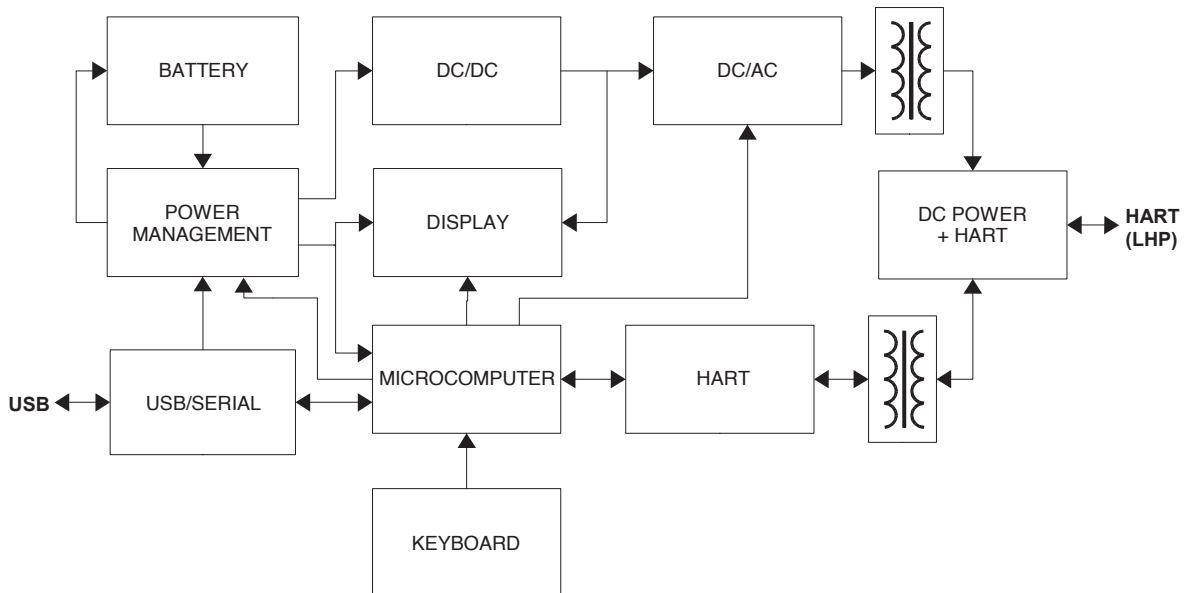 BATTERY
DC/DC
DC/AC
POWER
MANAGEMENT
DISPLAY
DC POWER
+ HART
HART
(LHP)
USB
USB/SERIAL
MICROCOMPUTER
HART
KEYBOARD